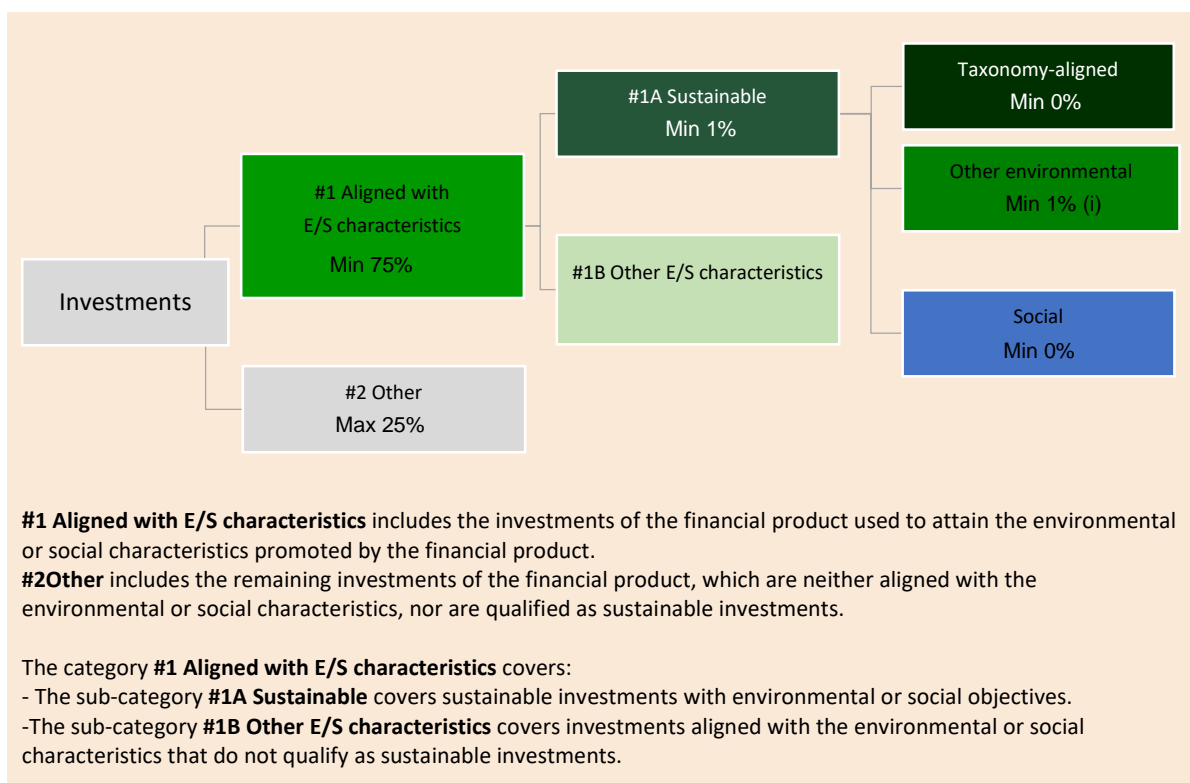 Investments
#1 Aligned with
E/S characteristics
Min 75%
#2 Other
Max 25%
#1A Sustainable
Min 1%
#1B Other E/S characteristics
Taxonomy-aligned
Min 0%
Other environmental
Min 1% (i)
Social
Min 0%
#1 Aligned with E/S characteristics includes the investments of the financial product used to attain the environmental
or social characteristics promoted by the financial product.
#2Other includes the remaining investments of the financial product, which are neither aligned with the
environmental or social characteristics, nor are qualified as sustainable investments.
The category #1 Aligned with E/S characteristics covers:
- The sub-category #1A Sustainable covers sustainable investments with environmental or social objectives.
-The sub-category #1B Other E/S characteristics covers investments aligned with the environmental or social
characteristics that do not qualify as sustainable investments.